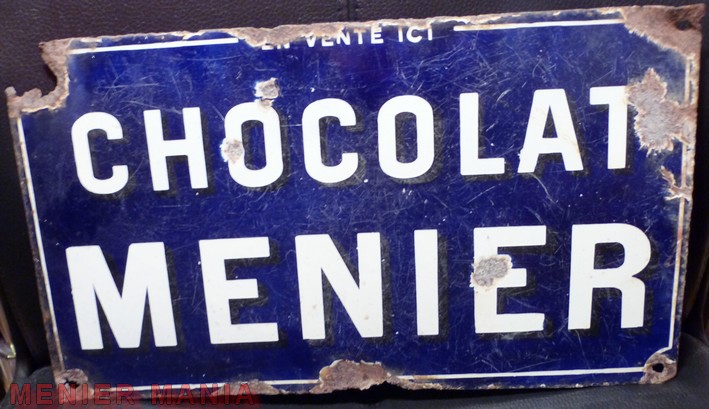 EN VENTE ICI
CHOCOLAT
MENIER
MENIER MANIA